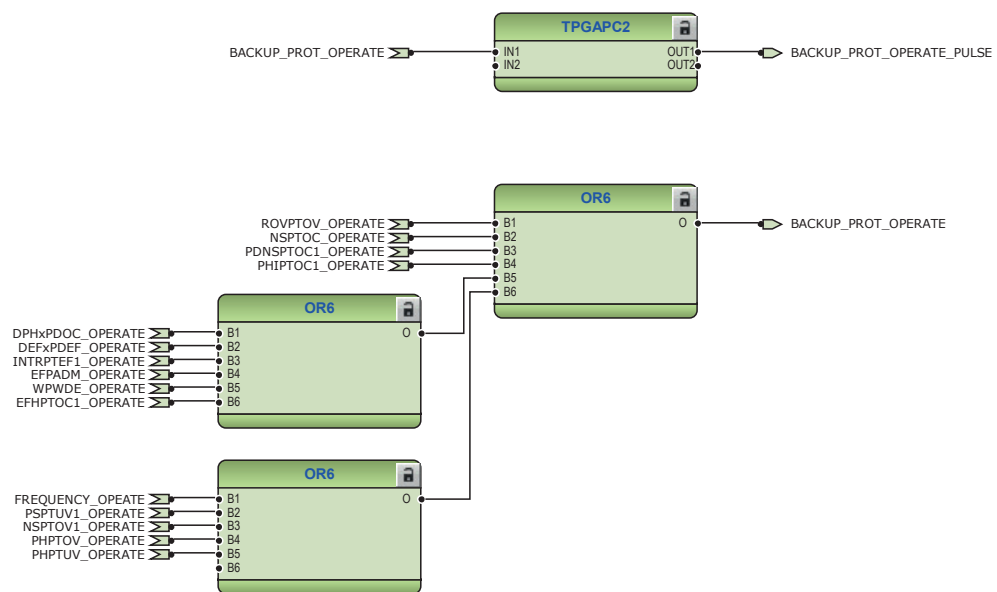 TPGAPC2
BACKUP_PROT_OPERATE IN1 OUT1 BACKUP_PROT_OPERATE_PULSE
IN2 OUT2
OR6
ROVPTOV_OPERATE B1 O BACKUP_PROT_OPERATE
NSPTOC_OPERATE B2
PDNSPTOC1_OPERATE B3
PHIPTOC1_OPERATE B4
B5
B6
OR6
DPHxPDOC_OPERATE B1 O
DEFxPDEF_OPERATE B2
INTRPTEF1_OPERATE B3
EFPADM_OPERATE B4
WPWDE_OPERATE B5
EFHPTOC1_OPERATE B6
OR6
FREQUENCY_OPEATE B1 O
PSPTUV1_OPERATE B2
NSPTOV1_OPERATE B3
PHPTOV_OPERATE B4
PHPTUV_OPERATE B5
B6